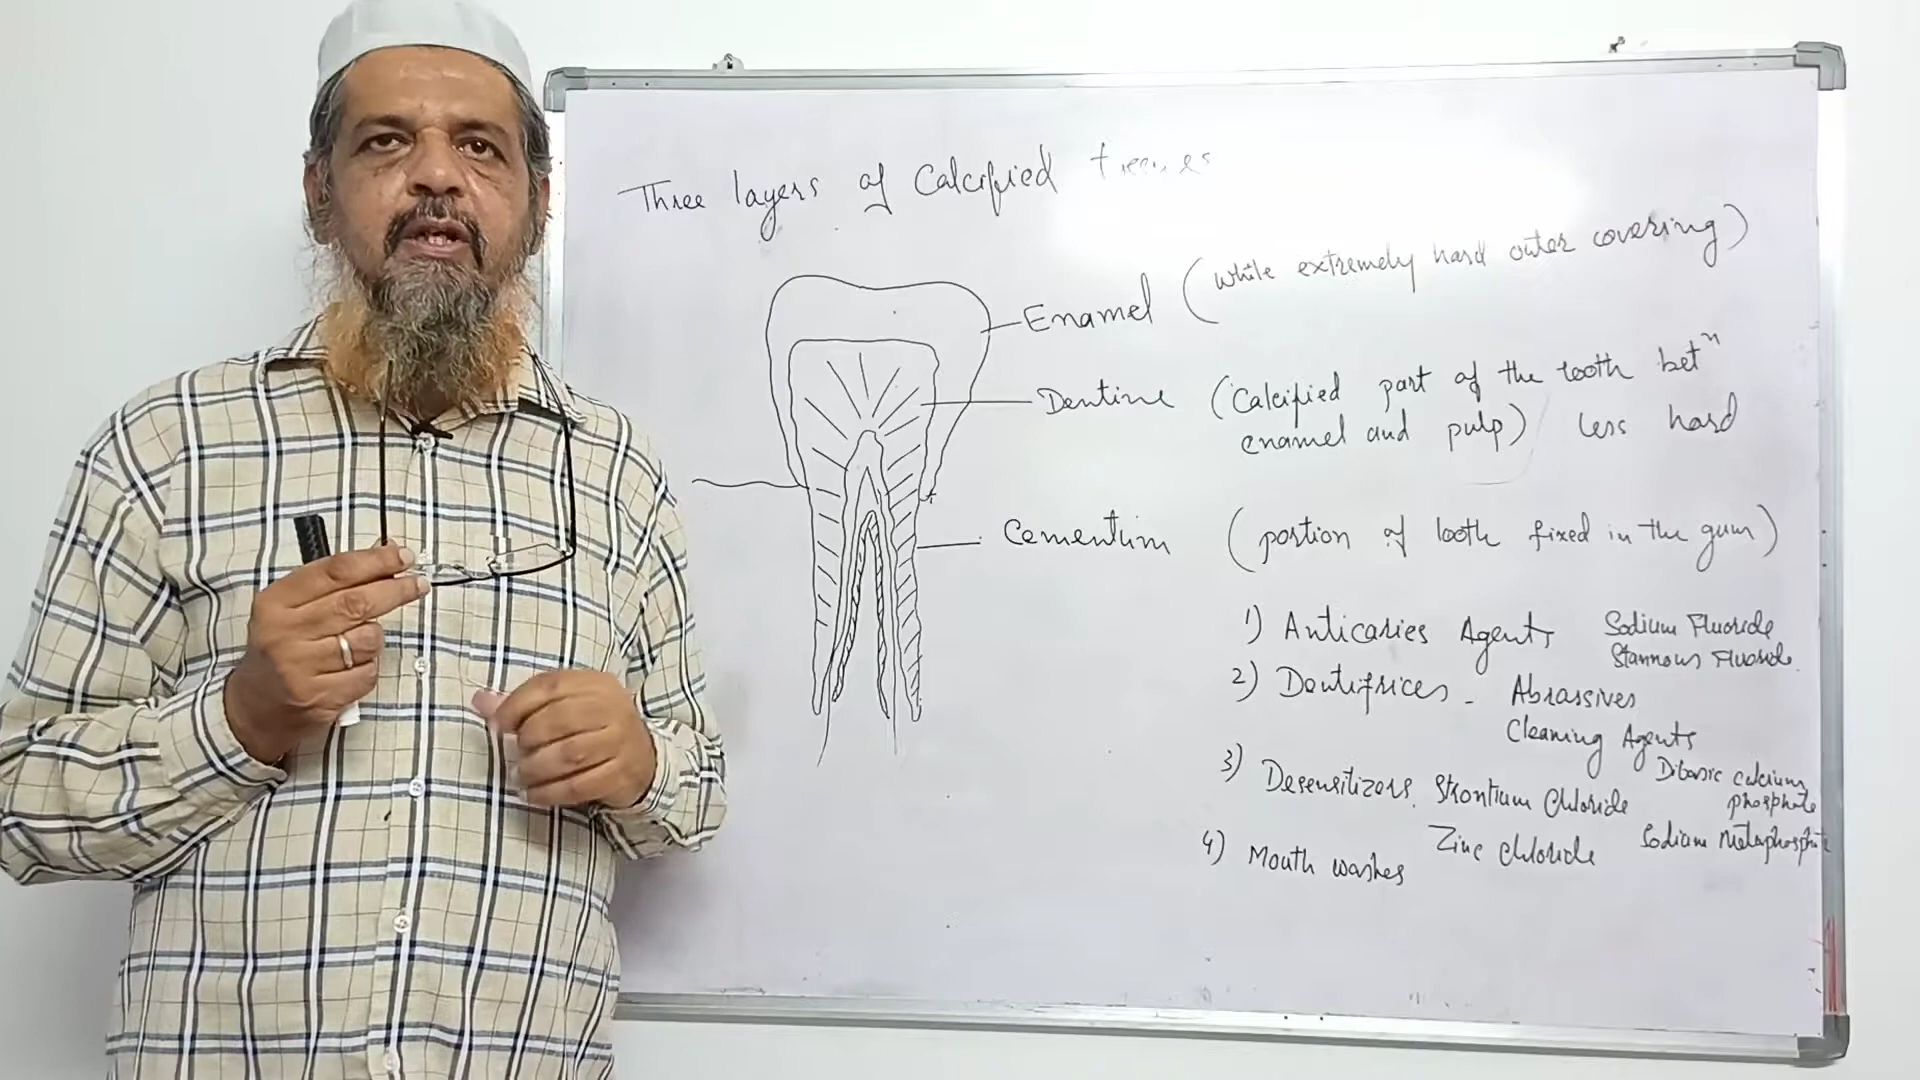 Three layers of Calcified tissues
Enamel (white extremely hard outer covering)
Dentine (Calcified part of the tooth betⁿ
enamel and pulp) less hard
Cementum (portion of tooth fixed in the gum)
1) Anticaries Agents Sodium Fluoride
Stannous Fluoride.
2) Dentifrices - Abrassives
Cleaning Agents
Dibasic calcium
phosphate
3) Desensitizers. Strontium Chloride
Zinc chloride Sodium Metaphosphate
4) Mouth washes